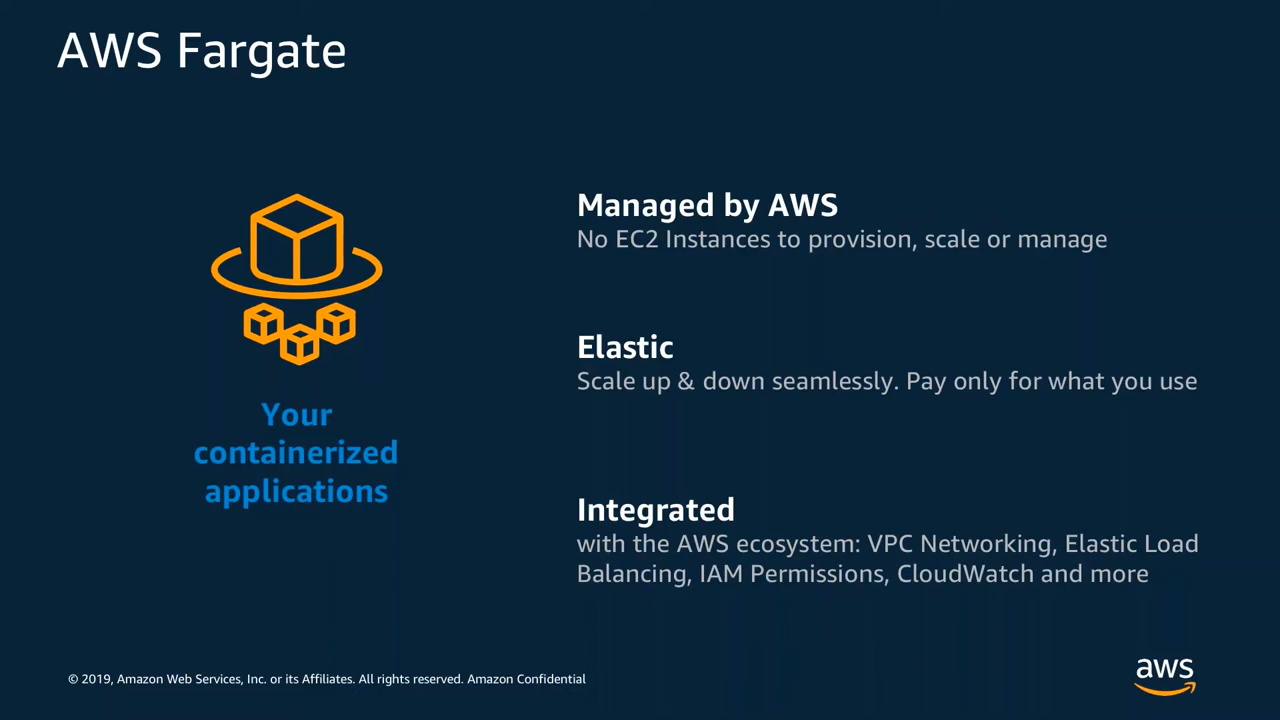 AWS Fargate
Your
containerized
applications
Managed by AWS
No EC2 Instances to provision, scale or manage
Elastic
Scale up & down seamlessly. Pay only for what you use
Integrated
with the AWS ecosystem: VPC Networking, Elastic Load
Balancing, IAM Permissions, CloudWatch and more
© 2019, Amazon Web Services, Inc. or its Affiliates. All rights reserved. Amazon Confidential
aws